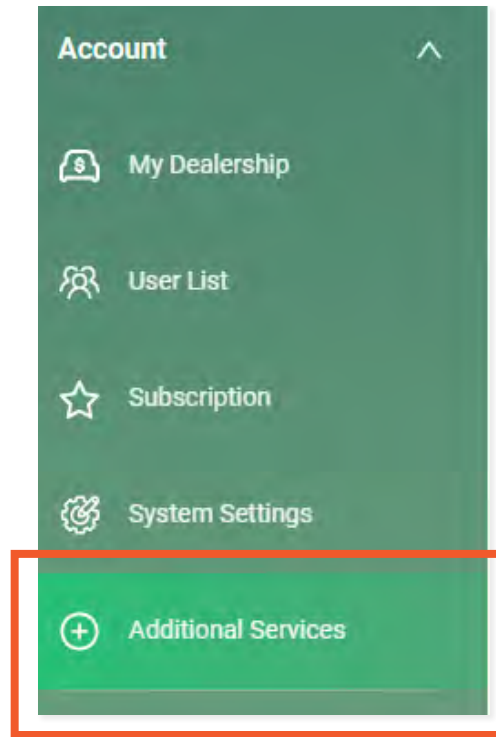 Account
My Dealership
User List
Subscription
System Settings
Additional Services